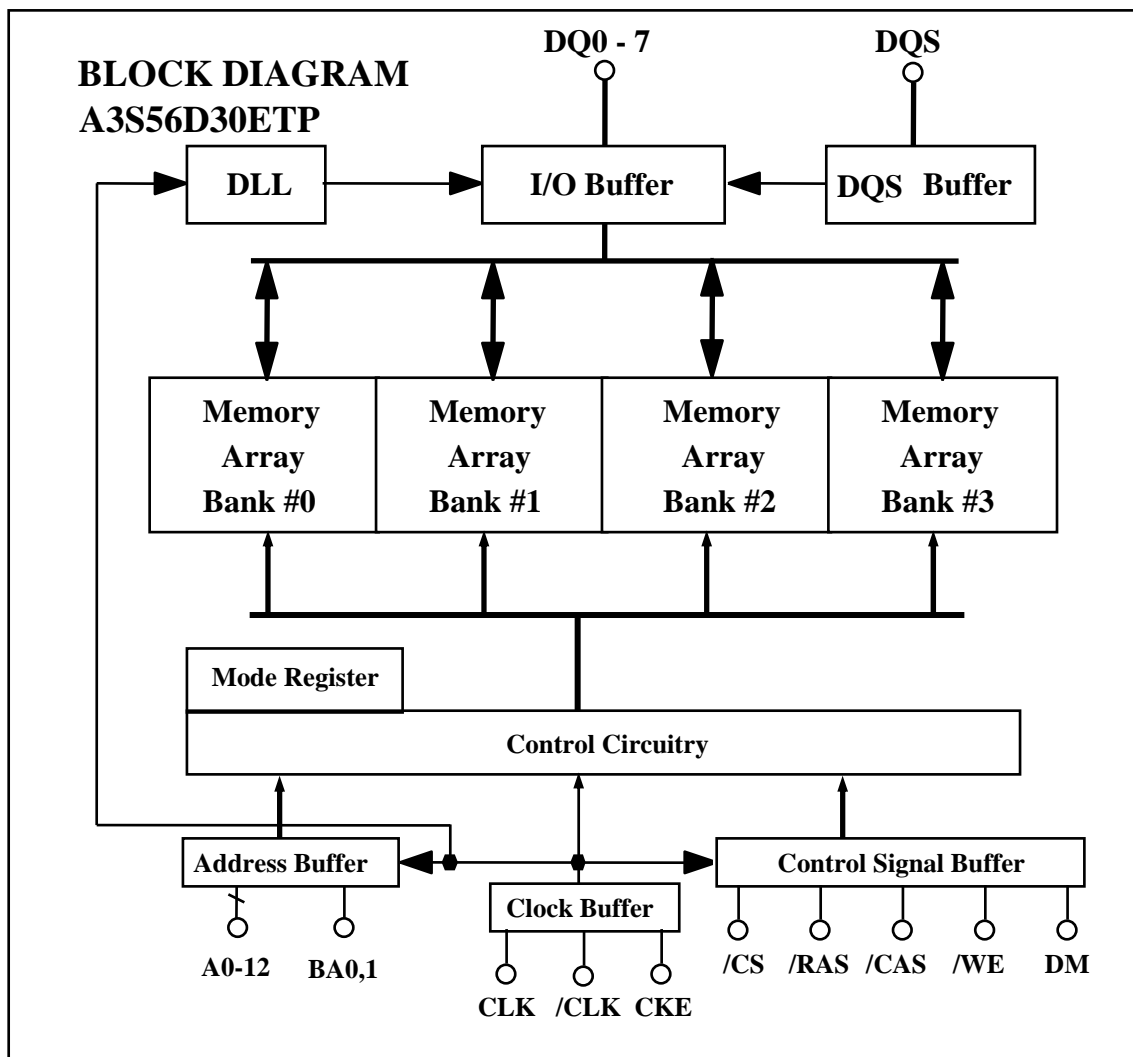 DQ0 - 7
DQS
BLOCK DIAGRAM
A3S56D30ETP
DLL
I/O Buffer
DQS Buffer
Memory
Array
Bank #0
Memory
Array
Bank #1
Memory
Array
Bank #2
Memory
Array
Bank #3
Mode Register
Control Circuitry
Address Buffer
Control Signal Buffer
Clock Buffer
A0-12
BA0,1
CLK
/CLK
CKE
/CS
/RAS
/CAS
/WE
DM